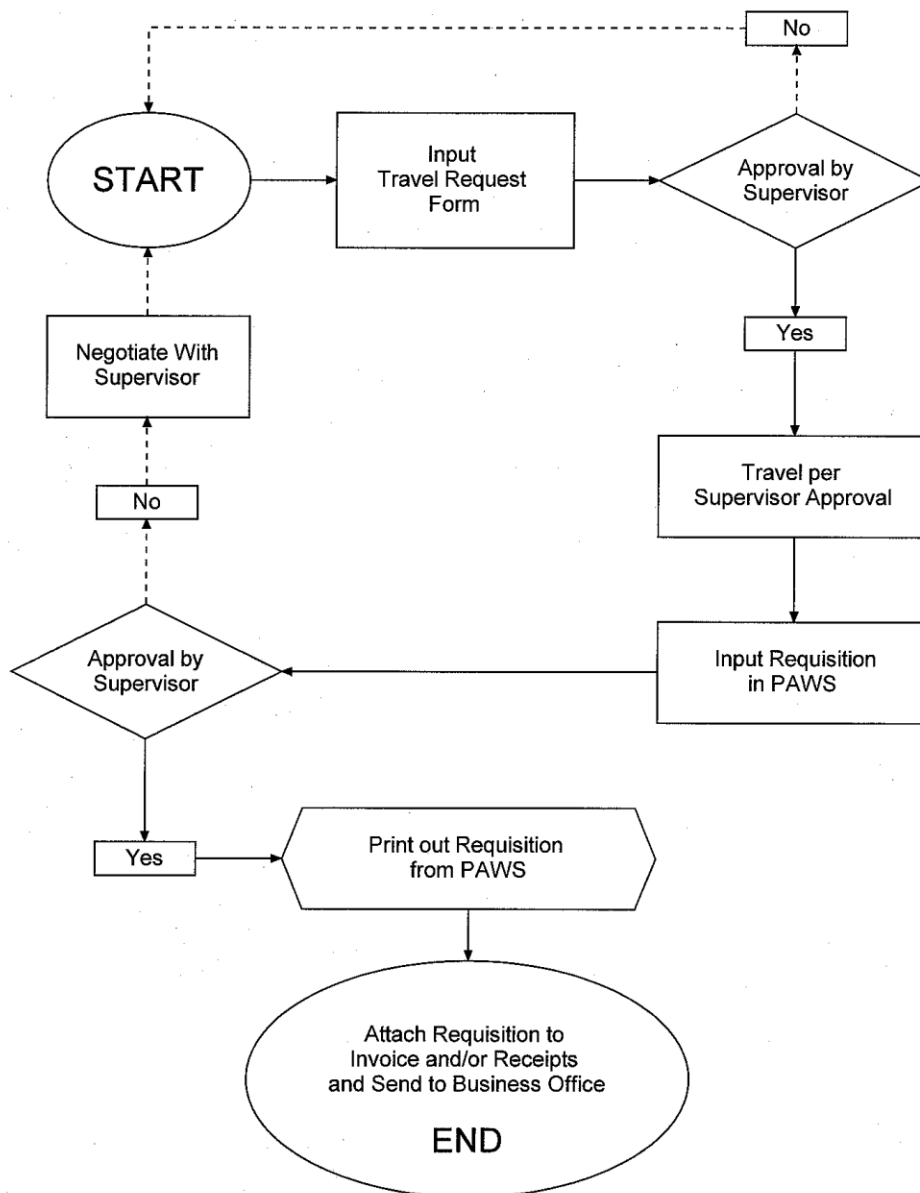 No
START
Input
Travel Request
Form
Approval by
Supervisor
Yes
Negotiate With
Supervisor
Travel per
Supervisor Approval
No
Approval by
Supervisor
Input Requisition
in PAWS
Yes
Print out Requisition
from PAWS
Attach Requisition to
Invoice and/or Receipts
and Send to Business Office
END